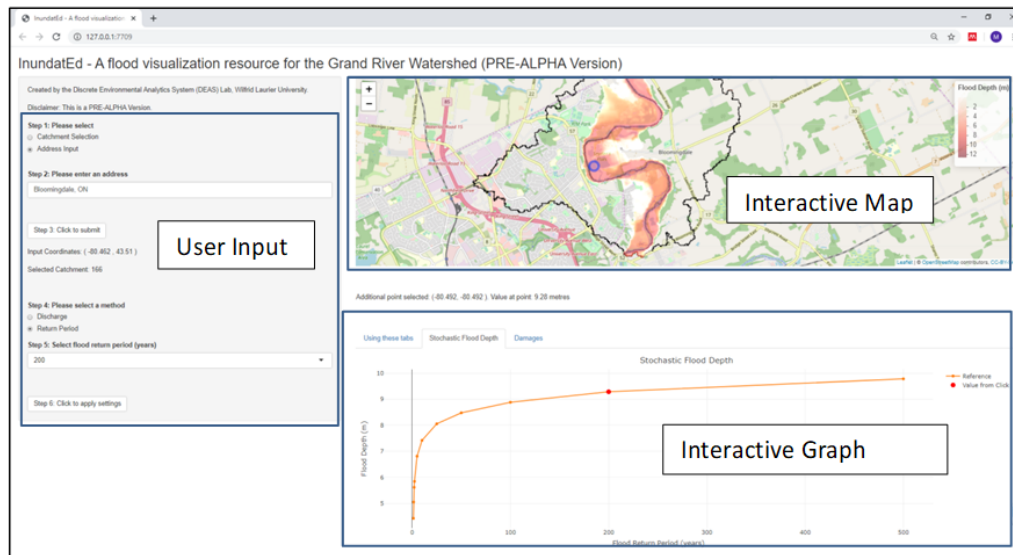 InundatEd - A flood visualization
127.0.0.1:7709
InundatEd - A flood visualization resource for the Grand River Watershed (PRE-ALPHA Version)
Created by the Discrete Environmental Analytics System (DEAS) Lab, Wilfrid Laurier University.
Disclaimer: This is a PRE-ALPHA Version.
Step 1: Please select
Catchment Selection
Address Input
Step 2: Please enter an address
Bloomingdale, ON
Step 3: Click to submit
Input Coordinates: ( -80.462 , 43.51 )
Selected Catchment: 166
User Input
Step 4: Please select a method
Discharge
Return Period
Step 5: Select flood return period (years)
200
Step 6: Click to apply settings
+
−
Bloomingdale
Flood Depth (m)
2
4
6
8
10
12
Interactive Map
Leaflet | © OpenStreetMap contributors, CC-BY-
Additional point selected: (-80.492, -80.492 ). Value at point: 9.28 metres
Using these tabs
Stochastic Flood Depth
Damages
Stochastic Flood Depth
Reference
Value from Click
Flood Depth (m)
10
9
8
7
6
5
Interactive Graph
0
100
200
300
400
500
Flood Return Period (years)